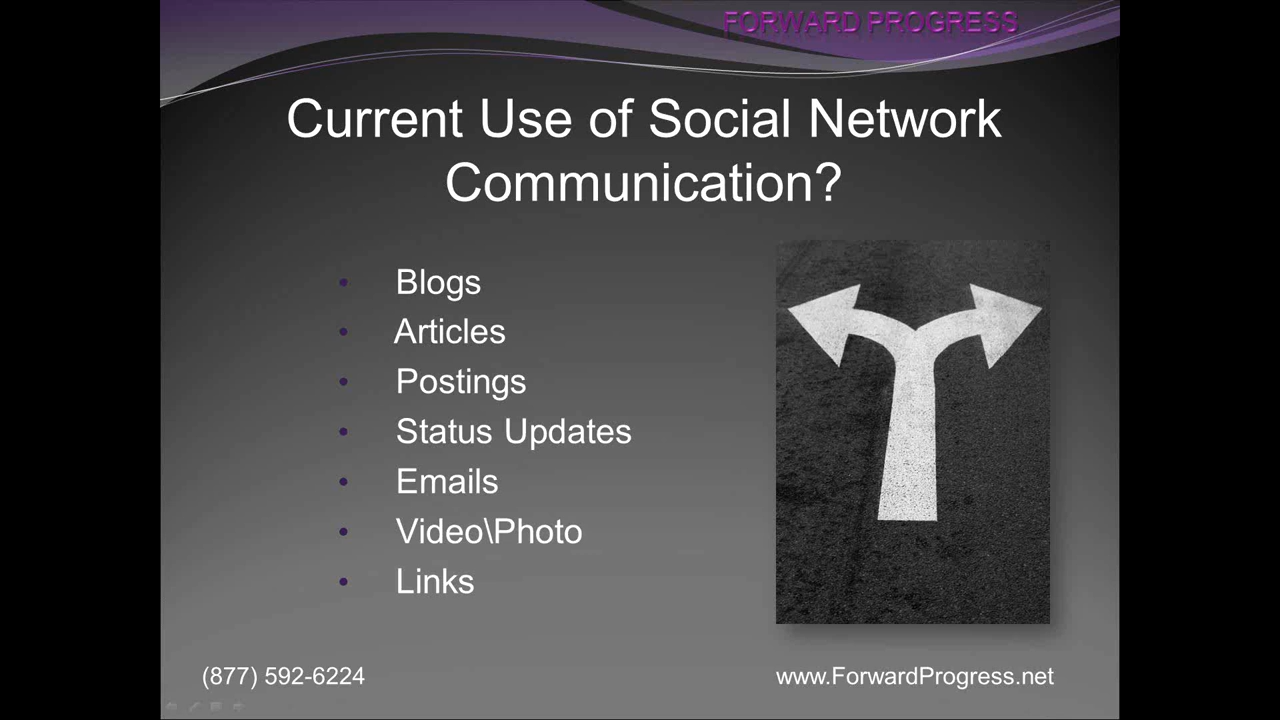 FORWARD PROGRESS
Current Use of Social Network
Communication?
• Blogs
• Articles
• Postings
• Status Updates
• Emails
• Video\Photo
• Links
(877) 592-6224
www.ForwardProgress.net